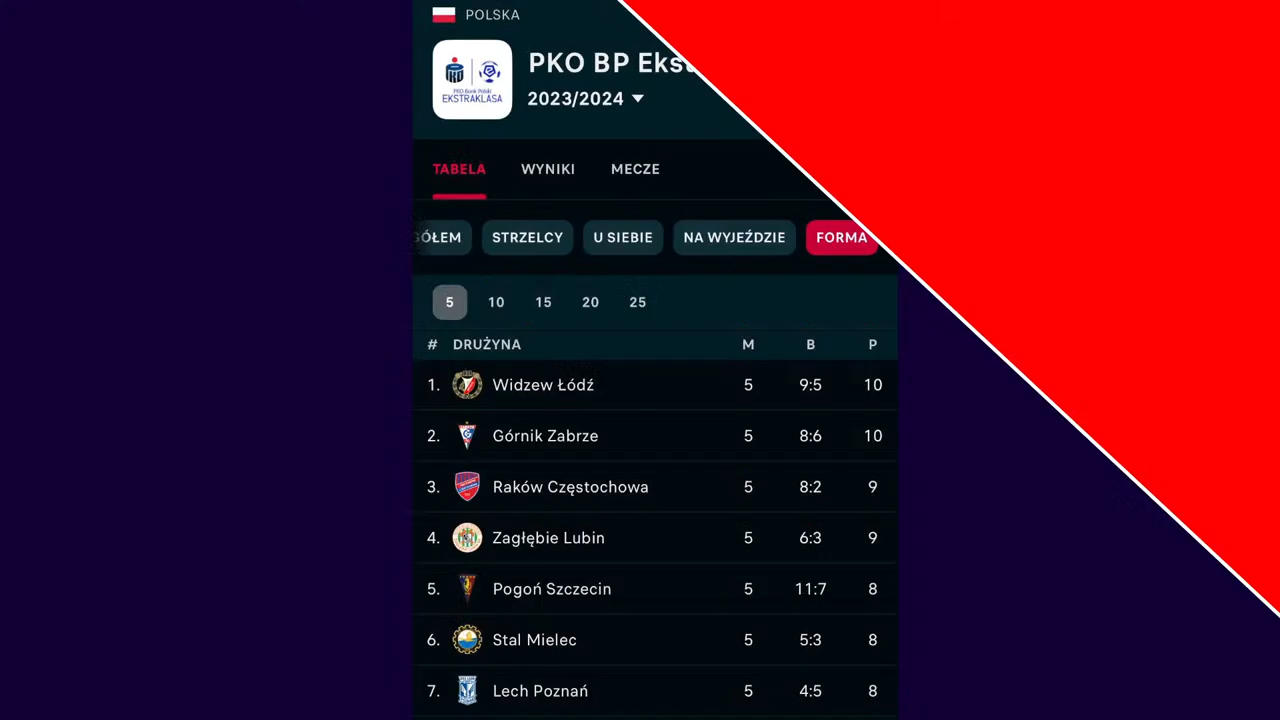 POLSKA
PKO BP Ekst
2023/2024
PKO Bank Polski
EKSTRAKLASA
TABELA WYNIKI MECZE
GÓŁEM STRZELCY U SIEBIE NA WYJEŹDZIE FORMA
5 10 15 20 25
# DRUŻYNA M B P
1. Widzew Łódź 5 9:5 10
2. Górnik Zabrze 5 8:6 10
3. Raków Częstochowa 5 8:2 9
4. Zagłębie Lubin 5 6:3 9
5. Pogoń Szczecin 5 11:7 8
6. Stal Mielec 5 5:3 8
7. Lech Poznań 5 4:5 8